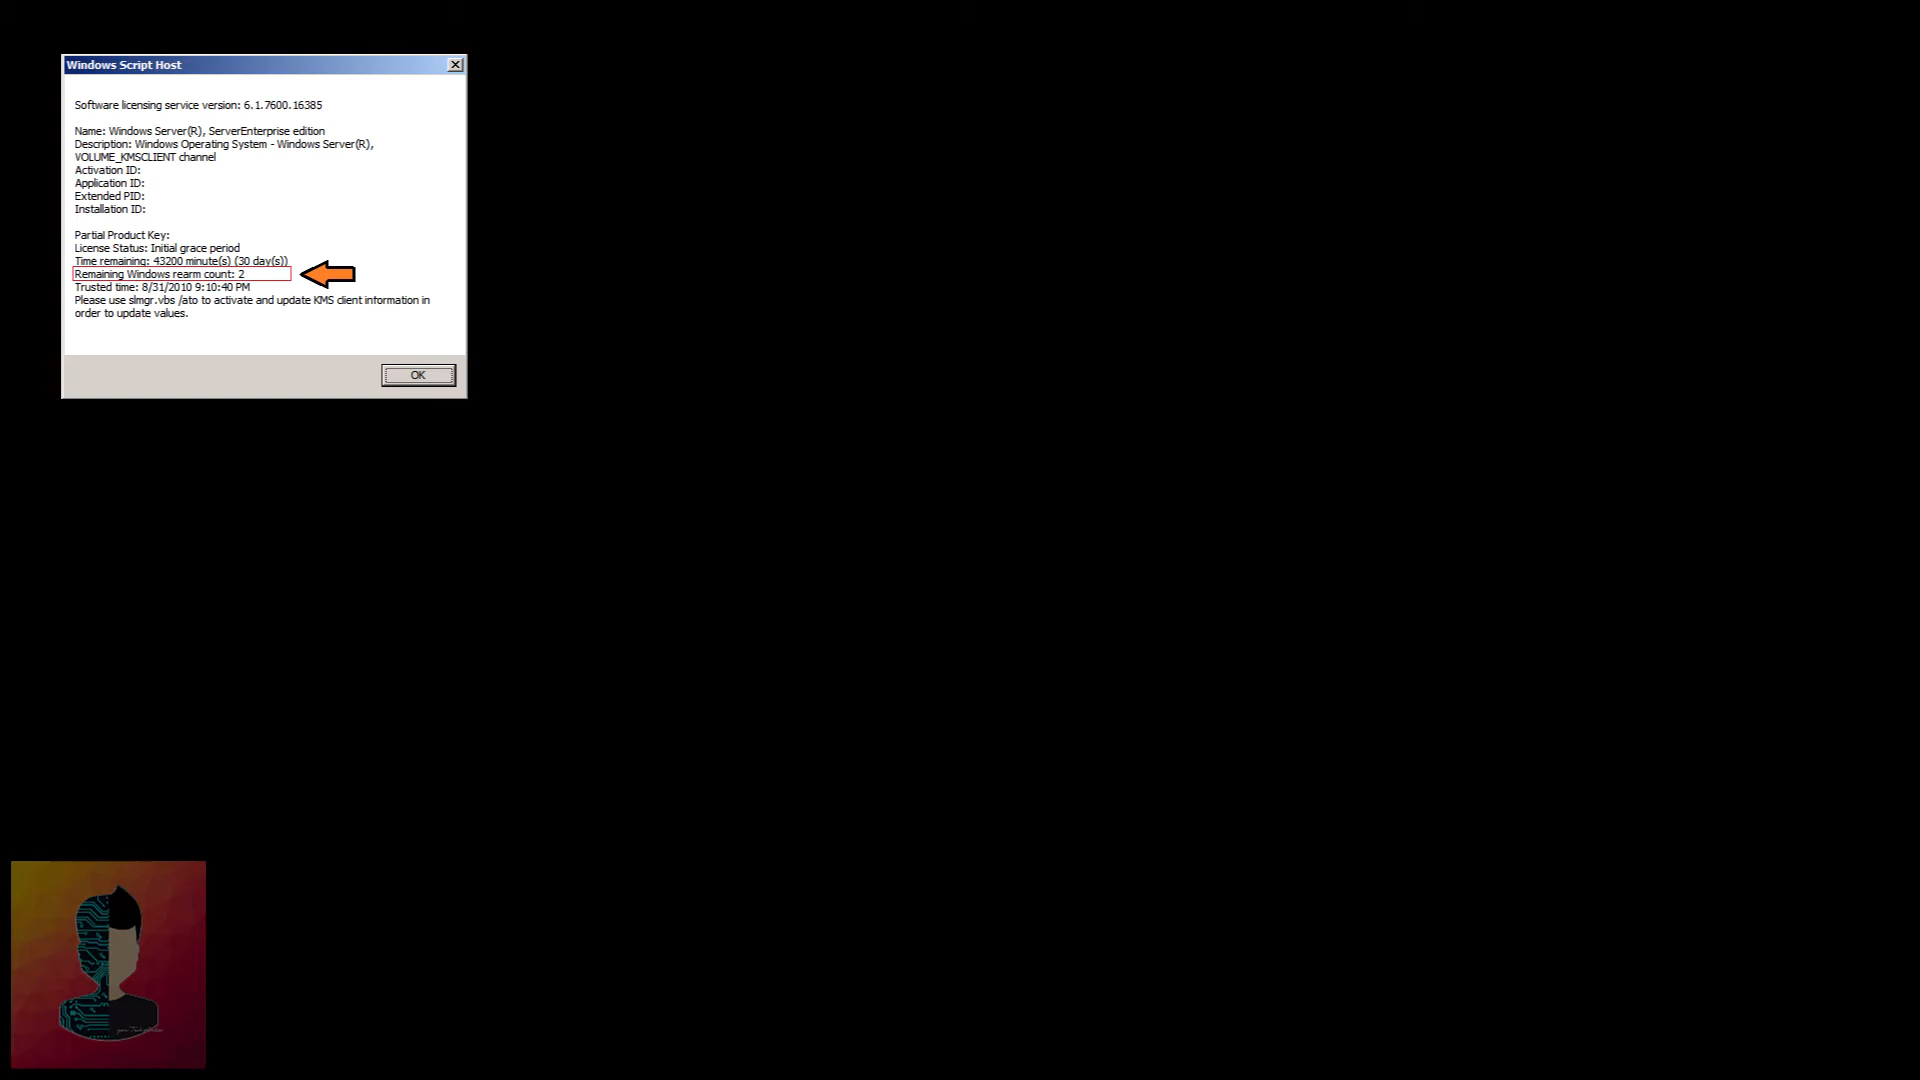 Windows Script Host
Software licensing service version: 6.1.7600.16385
Name: Windows Server(R), ServerEnterprise edition
Description: Windows Operating System - Windows Server(R),
VOLUME_KMSCLIENT channel
Activation ID:
Application ID:
Extended PID:
Installation ID:
Partial Product Key:
License Status: Initial grace period
Time remaining: 43200 minute(s) (30 day(s))
Remaining Windows rearm count: 2
Trusted time: 8/31/2010 9:10:40 PM
Please use slmgr.vbs /ato to activate and update KMS client information in
order to update values.
OK